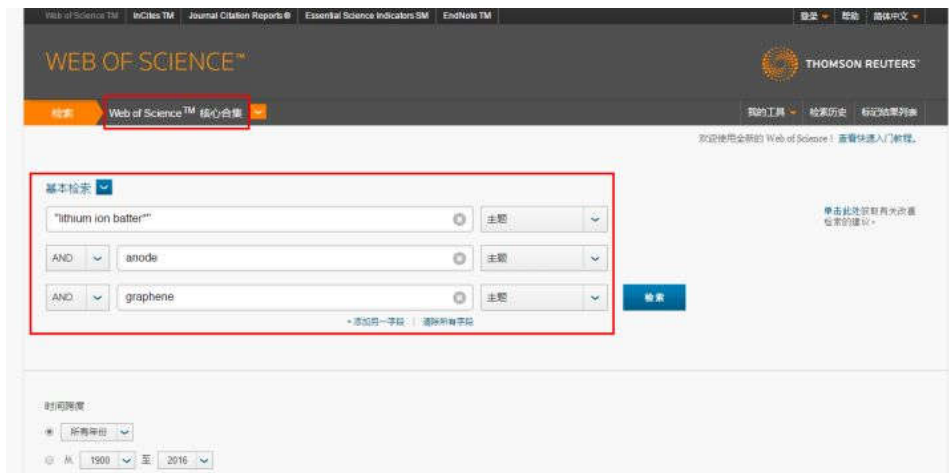 Web of Science TM InCites TM Journal Citation Reports ® Essential Science Indicators SM EndNote TM 登录 帮助 简体中文
WEB OF SCIENCE™ THOMSON REUTERS™
检索 Web of Science TM 核心合集 我的工具 检索历史 标记结果列表
欢迎使用全新的 Web of Science! 查看快速入门教程。
基本检索
"lithium ion batter*" 主题
单击此处获取有关改善
检索的建议。
AND anode 主题
AND graphene 主题 检索
+添加另一字段 | 清除所有字段
时间跨度
所有年份
从 1900 至 2016